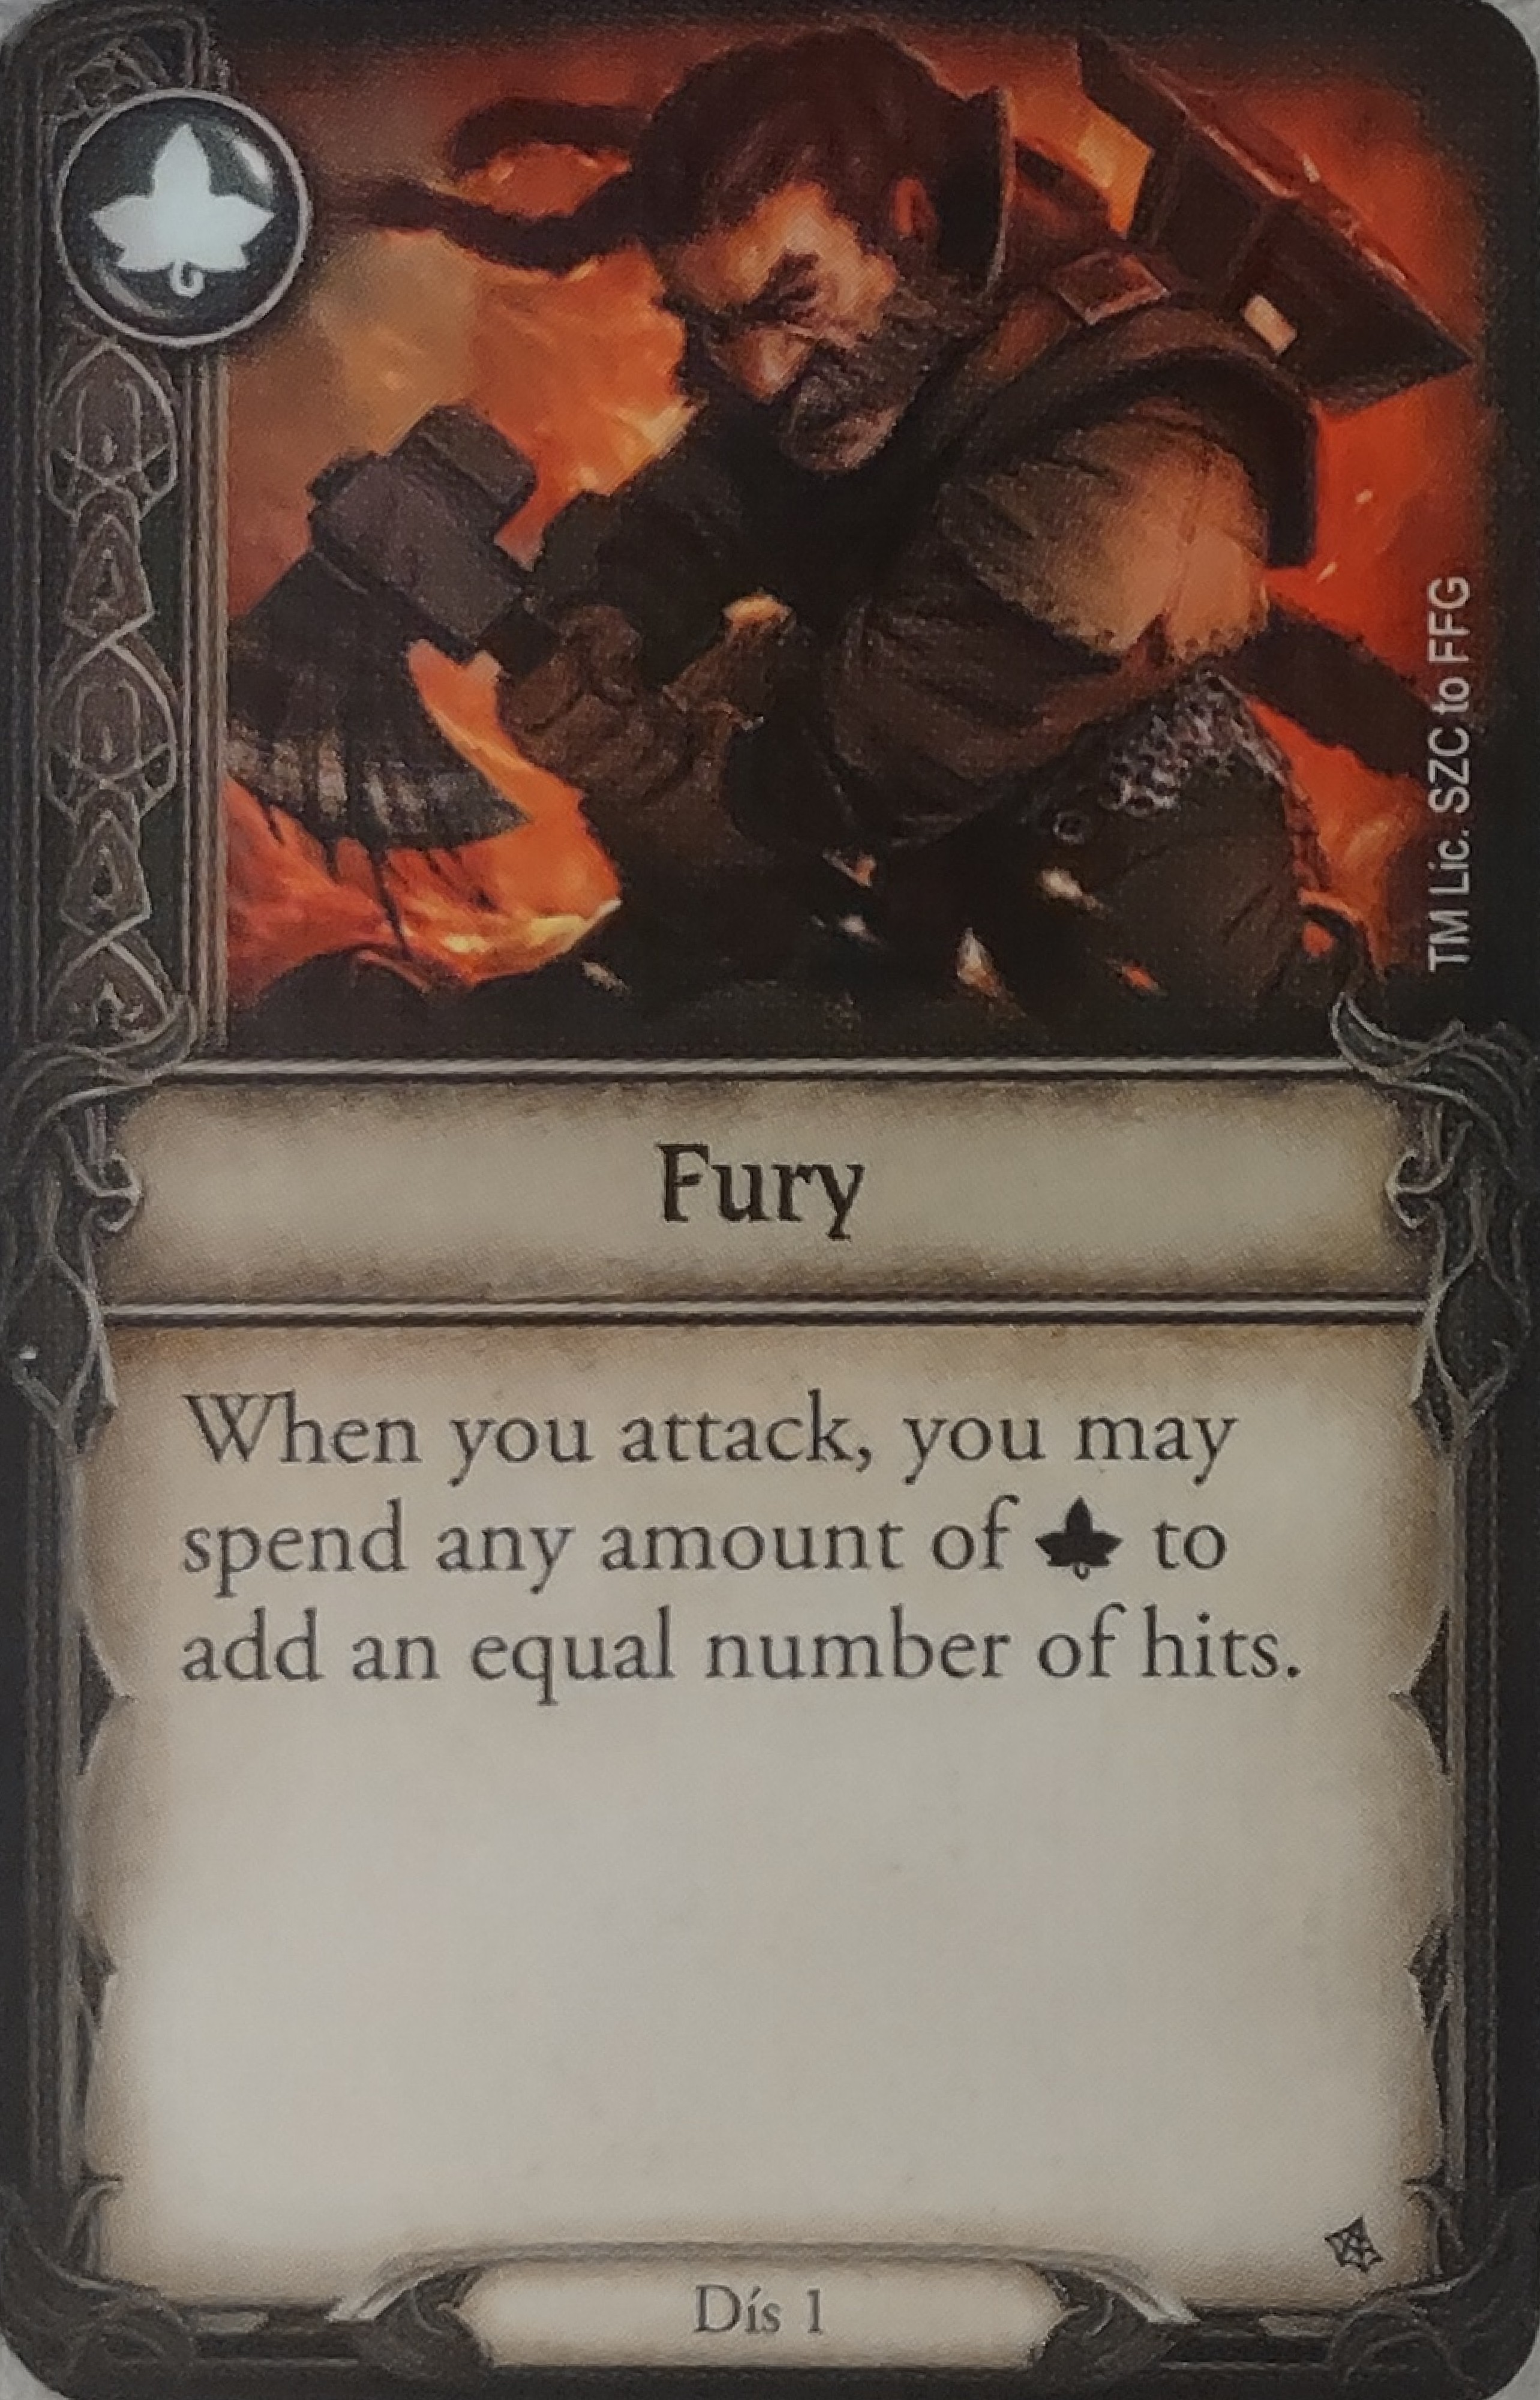 TM Lic. SZC to FFG
Fury
When you attack, you may
spend any amount of to
add an equal number of hits.
Dís 1